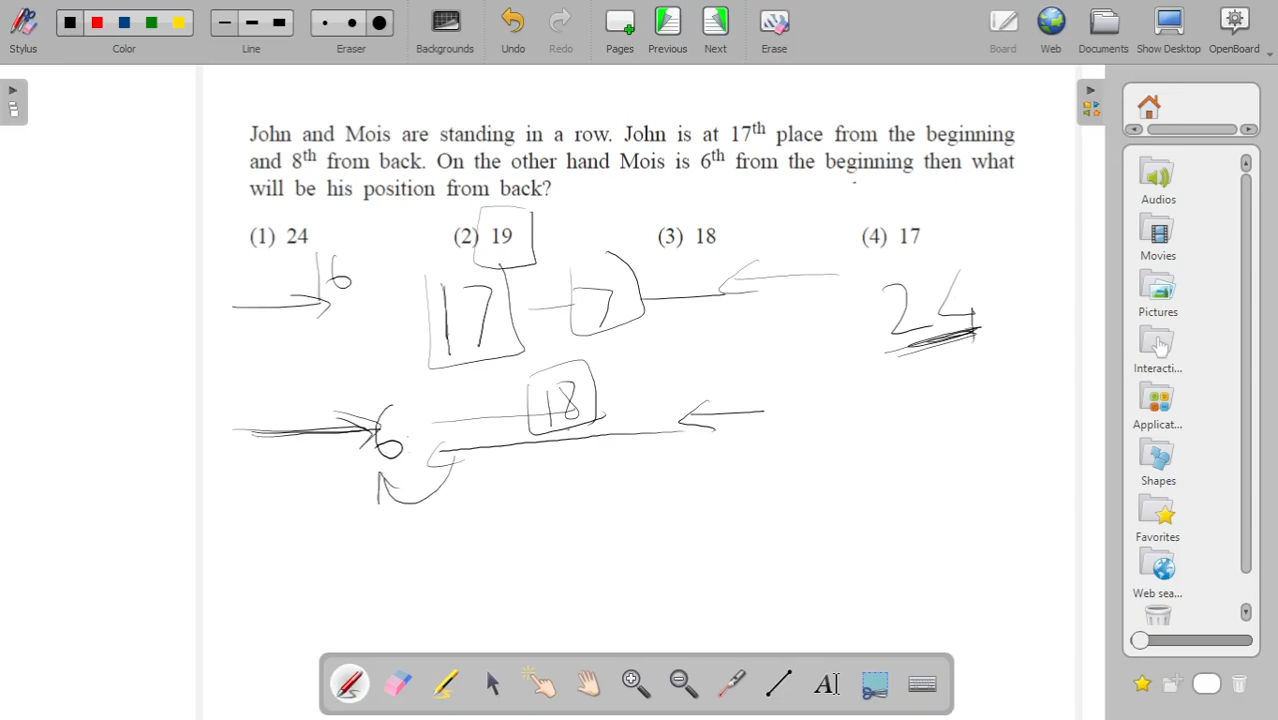 Stylus Color Line Eraser Backgrounds Undo Redo Pages Previous Next Erase Board Web Documents Show Desktop OpenBoard
John and Mois are standing in a row. John is at 17th place from the beginning
and 8th from back. On the other hand Mois is 6th from the beginning then what
will be his position from back?
(1) 24 (2) 19 (3) 18 (4) 17
16
17 7 24
18
6
Audios
Movies
Pictures
Interacti...
Applicat...
Shapes
Favorites
Web sea...